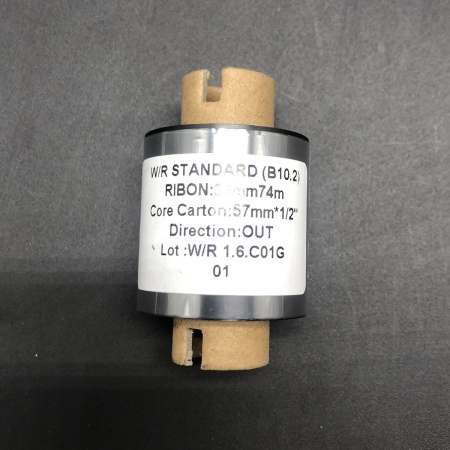 W/R STANDARD (B10.2)
RIBON:
Core Carton:57mm*1/2"
Direction:OUT
Lot :W/R 1.6.C01G
01